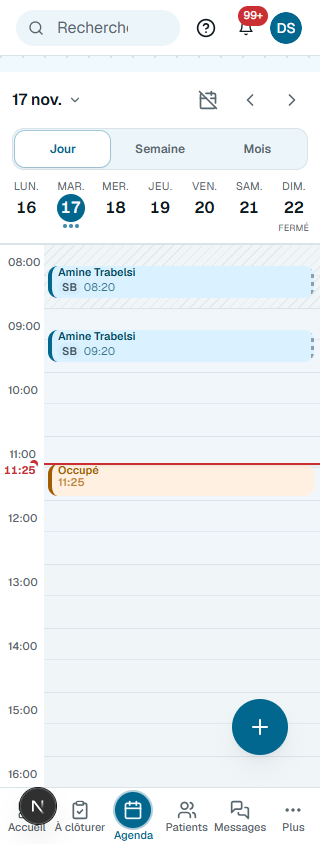 Recherch
99+
DS
17 nov.
Jour
Semaine
Mois
LUN. MAR. MER. JEU. VEN. SAM. DIM.
16 17 18 19 20 21 22
FERMÉ
08:00
Amine Trabelsi
SB 08:20
09:00
Amine Trabelsi
SB 09:20
10:00
11:00
11:25
Occupé
11:25
12:00
13:00
14:00
15:00
16:00
N
Accueil À clôturer Agenda Patients Messages Plus